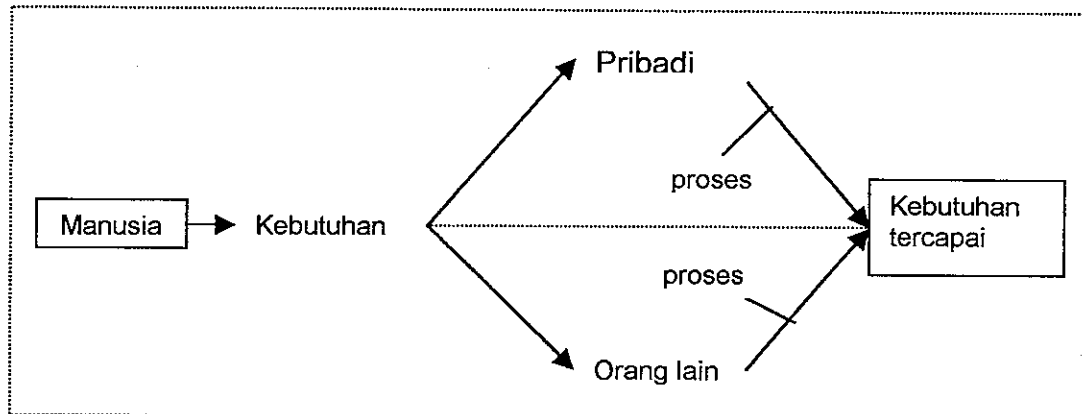 Pribadi
proses
Manusia
Kebutuhan
Kebutuhan
tercapai
proses
Orang lain